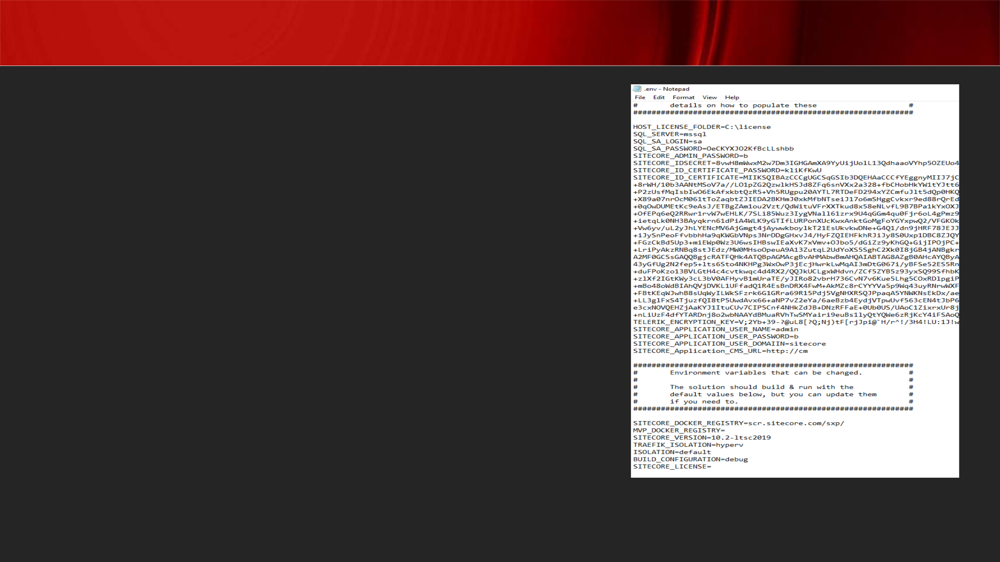 .env - Notepad
File Edit Format View Help
# details on how to populate these #
#############################################################
HOST_LICENSE_FOLDER=C:\license
SQL_SERVER=mssql
SQL_SA_LOGIN=sa
SQL_SA_PASSWORD=OeCKYXJO2KfBcLLshbb
SITECORE_ADMIN_PASSWORD=b
SITECORE_IDSECRET=8vwH8mWwxM2w7Dm3IGHGAmXA9YyUijUolL13QdhaaoVYhp5OZEUo4
SITECORE_ID_CERTIFICATE_PASSWORD=kliKfKwU
SITECORE_ID_CERTIFICATE=MIIKSQIBAzCCCgUGCSqGSIb3DQEHAaCCCfYEggnyMIIJ7jC
+8rWH/10b3AANtMSoV7a//LO1pZG2QzwlkHSJd8ZFq6snVXx2a328+fbCHobHkYW1tYJtt6
+P2zUsfMqIsbIwO6EkAfxkbtQzR5+Vh5RUgpu20AYTL7RTDeFD294xYZCmfuJlt5dQp0HKQ
+X89a07nrOcM061tToZaqbtZJIEDA2BKHmJ0xkMfbNTseiJ17o6mSHggCvkxr9ed88rQrEd
+0qOwDUMEtKc9eAsJ/ETBgZAm1ou2Vzt/QdWituVFrXXTkud8x58eNLvfL9B7BPa1kYxOXJ
+OfEPq6eQ2RRwr1rvW7wEHLK/7SLi85Wuz3IygVNall61zrx9U4qGGm4qu0Fjr6oL4gPmz9
+ietqLk0NH3BAyqkrn61dPiA4WLK9yGTIfLURPonXUcKwxAnktGoMgFoYGYxpwQ2/VFGKOk
+Vw6yv/uL2yJhLYENcMV6AjGmgt4jAywwkboylkT21EsUkvkwDNe+G4Q1/dn9jHRF78JEJJ
+iJySnPeoFfvbbhHa9qKWGbVNps3NrDDgGHxvJ4/HyFZQIEHFkhRJiJy8S0Uxp1DBC8ZJQY
+FGzCkBd5Up3+miEWp0Wz3U6wsIHBswIEaXvK7xVmv+OJbo5/dGiZz9yKhGQ+GijIPOjPC+
+LriPyAkzRNBq8stJEdz/MW0MHsoOpeuA9A13ZutqL2UdYoXS5SghC2Xk0I8jGB4jANBgkr
A2MF0GCSsGAQQBgjcRATFQHk4ATQBpAGMAcgBvAHMAbwBmAHQAIABTAG8AZgB0AHcAYQByA
43yGfUg2N2fep5+lts6Sto4NKHPg3WxOwP3jEcjHwrkLwMqAI3mDtG067i/yBFSe52ES5Rn
+duFPoKzo13BVLGtH4c4cvtkwqc4d4RX2/QQJkUCLgxWHdvn/ZCf5ZYB5z93yxSQ99SfhbK
+zlXf2IGtKWy3cL3bV0AFHyvB1mUraTE/yJIRo82vbrH736CvN7v6Kue5Lhg5COxRDlpgiP
+mBo48oWdBIAhQVjDVKL1UFfadQ1R4EsBnDRX4FwM+AkMZc8rCYYYVa5p9Wq43uyRNrwWXF
+FBtKEqWJwhB8sUqWyILWkSFzrk6G1GRra69R15Pdj5VgNHXRSQJPpaqA5YNWKNsEkDx/ae
+LL3glFxS4TjuzfQI8tP5UwdAvx66+aNP7vZ2eYa/6aeBzb4EydjVTpwUvf563cEN4tJbP6
e3cxNOVQEHZjAaKYJ1ItuCUv7CIP5Cnf4NHkZdJB+DNzRFFaE+0Ub0US/UAoC1ZixrxUr8j
+nLiUzF4dfYTARDnj8o2wbNAAYdBMuaRVhTwSMYairi9euBs1lyQtYQWe6zRjKcY4iFSAoQ
TELERIK_ENCRYPTION_KEY=V;2Yb+39-?@uL8[?Q;Nj)tF[rjJpi@`H/r^!/3H4!LU:1J!w
SITECORE_APPLICATION_USER_NAME=admin
SITECORE_APPLICATION_USER_PASSWORD=b
SITECORE_APPLICATION_USER_DOMAIIN=sitecore
SITECORE_Application_CMS_URL=http://cm
#############################################################
# Environment variables that can be changed. #
# #
# The solution should build & run with the #
# default values below, but you can update them #
# if you need to. #
#############################################################
SITECORE_DOCKER_REGISTRY=scr.sitecore.com/sxp/
MVP_DOCKER_REGISTRY=
SITECORE_VERSION=10.2-ltsc2019
TRAEFIK_ISOLATION=hyperv
ISOLATION=default
BUILD_CONFIGURATION=debug
SITECORE_LICENSE=